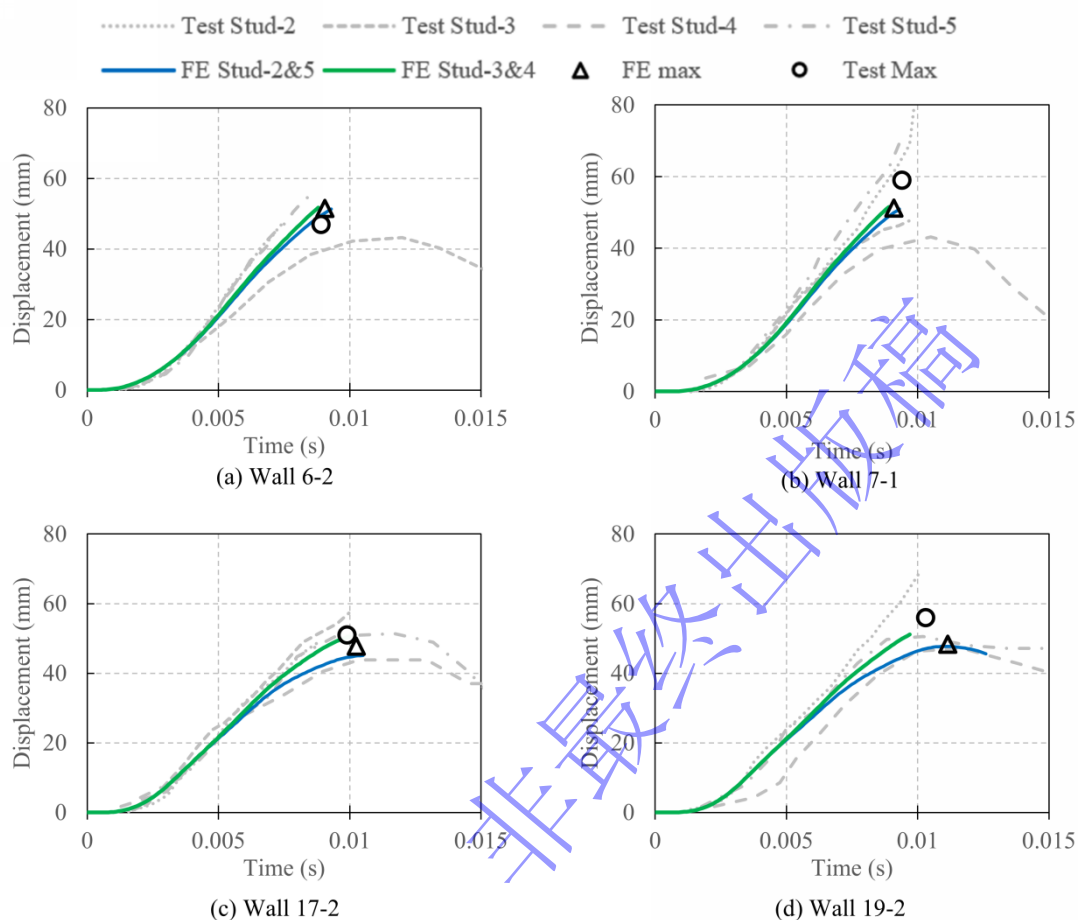 Test Stud-2 Test Stud-3 Test Stud-4 Test Stud-5
FE Stud-2&5 FE Stud-3&4 FE max Test Max
80
60
40
20
0
Displacement (mm)
0 0.005 0.01 0.015
Time (s)
(a) Wall 6-2
80
60
40
20
0
Displacement (mm)
0 0.005 0.01 0.015
Time (s)
(b) Wall 7-1
80
60
40
20
0
Displacement (mm)
0 0.005 0.01 0.015
Time (s)
(c) Wall 17-2
80
60
40
20
0
Displacement (mm)
0 0.005 0.01 0.015
Time (s)
(d) Wall 19-2
非最终出版稿